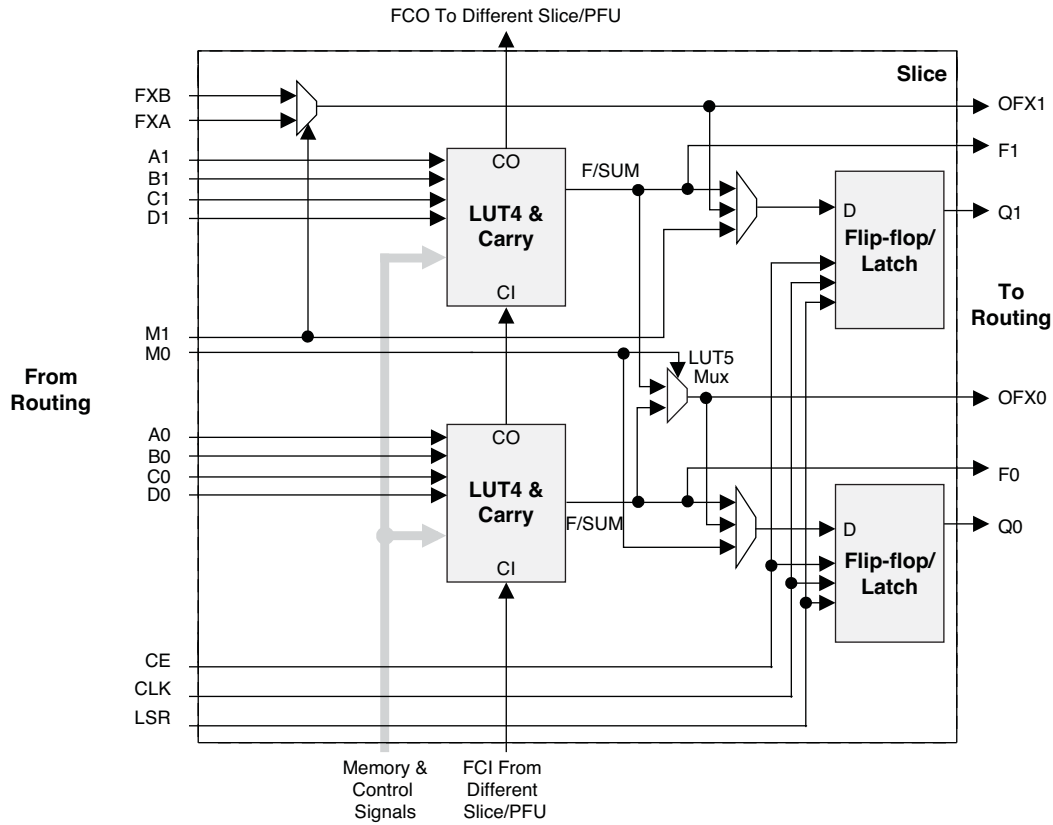 FCO To Different Slice/PFU
Slice
FXB
FXA
OFX1
F1
A1
B1
C1
D1
CO
LUT4 &
Carry
CI
F/SUM
D
Flip-flop/
Latch
Q1
To
Routing
M1
M0
From
Routing
LUT5
Mux
OFX0
A0
B0
C0
D0
CO
LUT4 &
Carry
CI
F/SUM
F0
D
Flip-flop/
Latch
Q0
CE
CLK
LSR
Memory &
Control
Signals
FCI From
Different
Slice/PFU